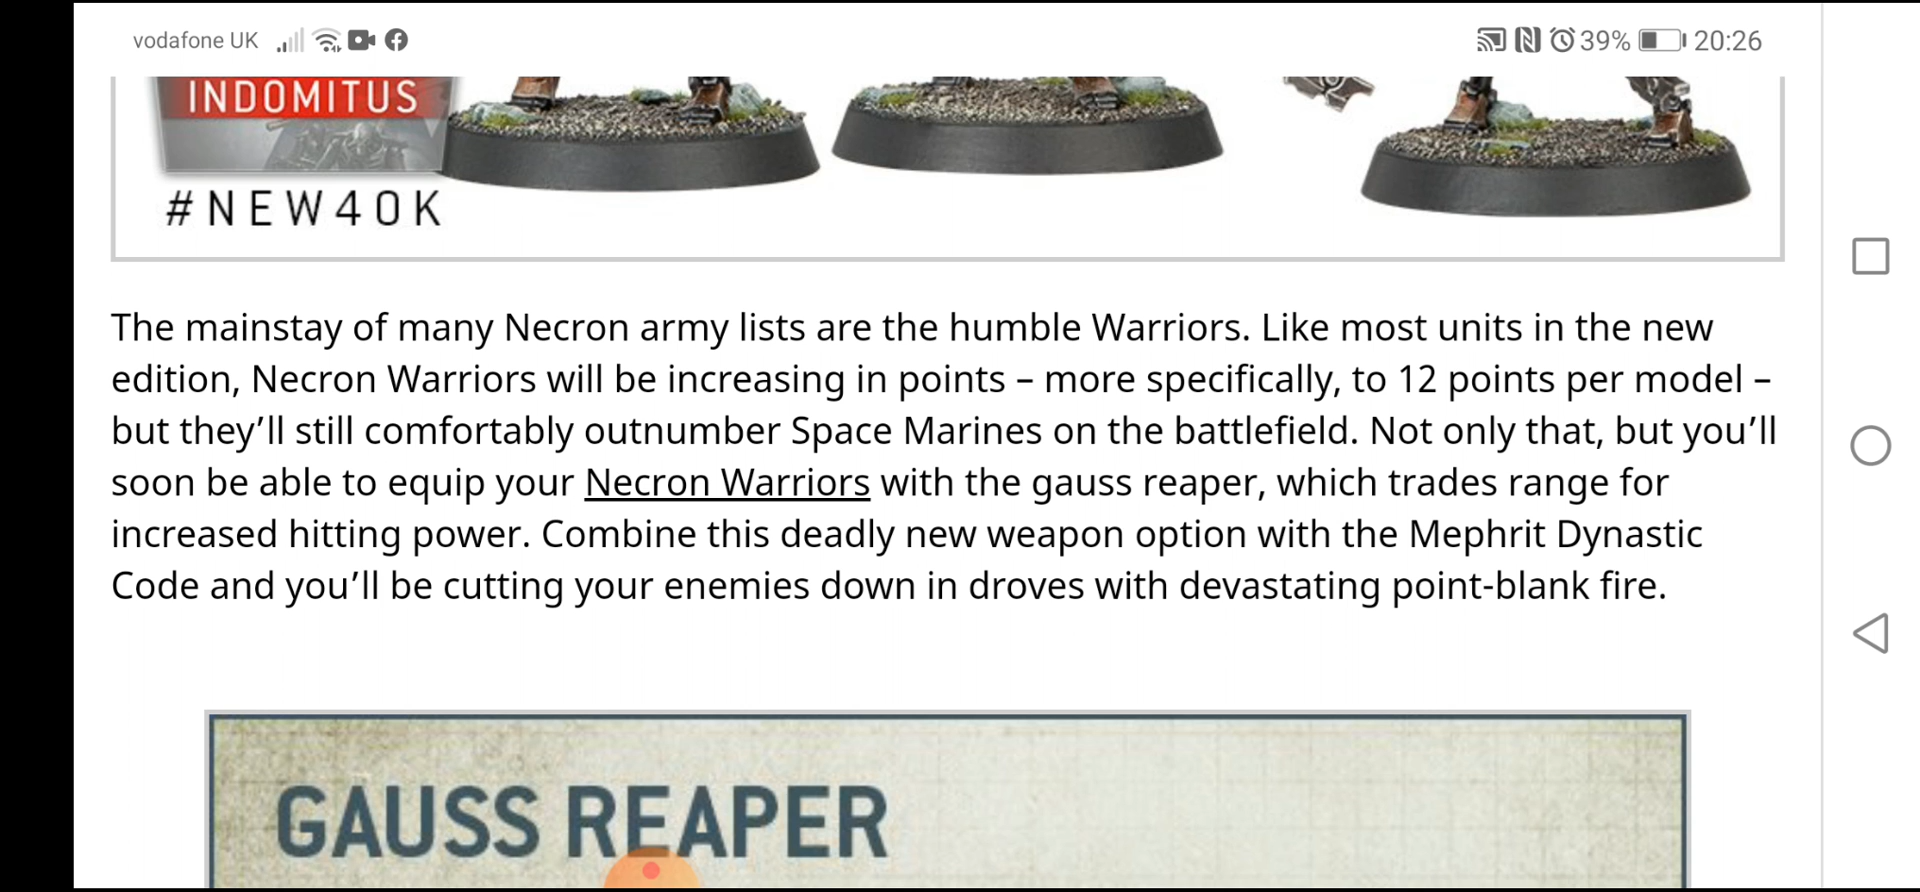 vodafone UK
39%
20:26
INDOMITUS
#NEW40K
The mainstay of many Necron army lists are the humble Warriors. Like most units in the new
edition, Necron Warriors will be increasing in points – more specifically, to 12 points per model –
but they’ll still comfortably outnumber Space Marines on the battlefield. Not only that, but you’ll
soon be able to equip your Necron Warriors with the gauss reaper, which trades range for
increased hitting power. Combine this deadly new weapon option with the Mephrit Dynastic
Code and you’ll be cutting your enemies down in droves with devastating point-blank fire.
GAUSS REAPER